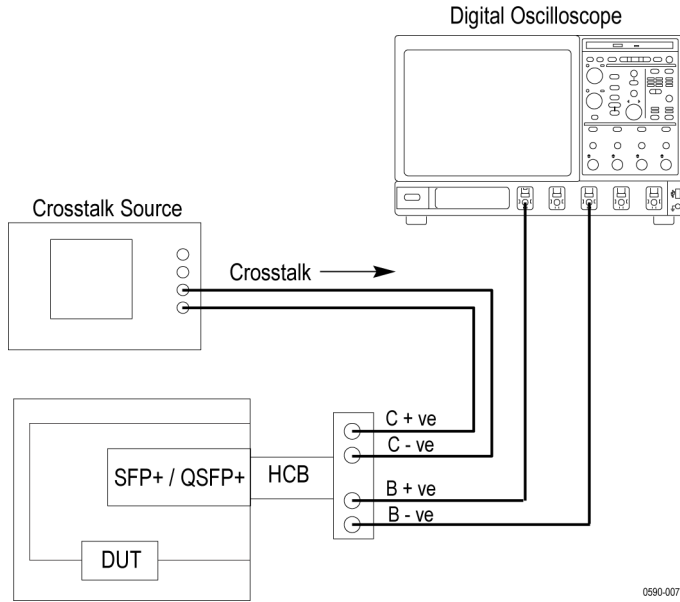 Digital Oscilloscope
Crosstalk Source
Crosstalk
C + ve
C - ve
SFP+ / QSFP+
HCB
B + ve
B - ve
DUT
0590-007